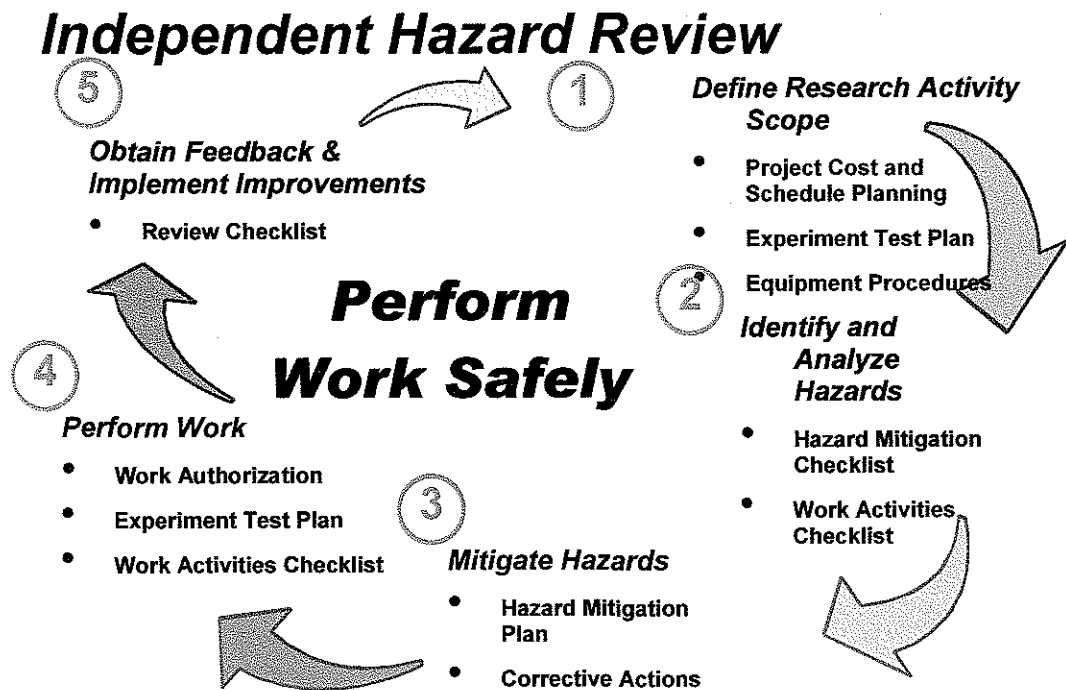 Independent Hazard Review
1
Define Research Activity
Scope
• Project Cost and
Schedule Planning
• Experiment Test Plan
• Equipment Procedures
2
Identify and
Analyze
Hazards
• Hazard Mitigation
Checklist
• Work Activities
Checklist
3
Mitigate Hazards
• Hazard Mitigation
Plan
• Corrective Actions
4
Perform Work
• Work Authorization
• Experiment Test Plan
• Work Activities Checklist
5
Obtain Feedback &
Implement Improvements
• Review Checklist
Perform
Work Safely